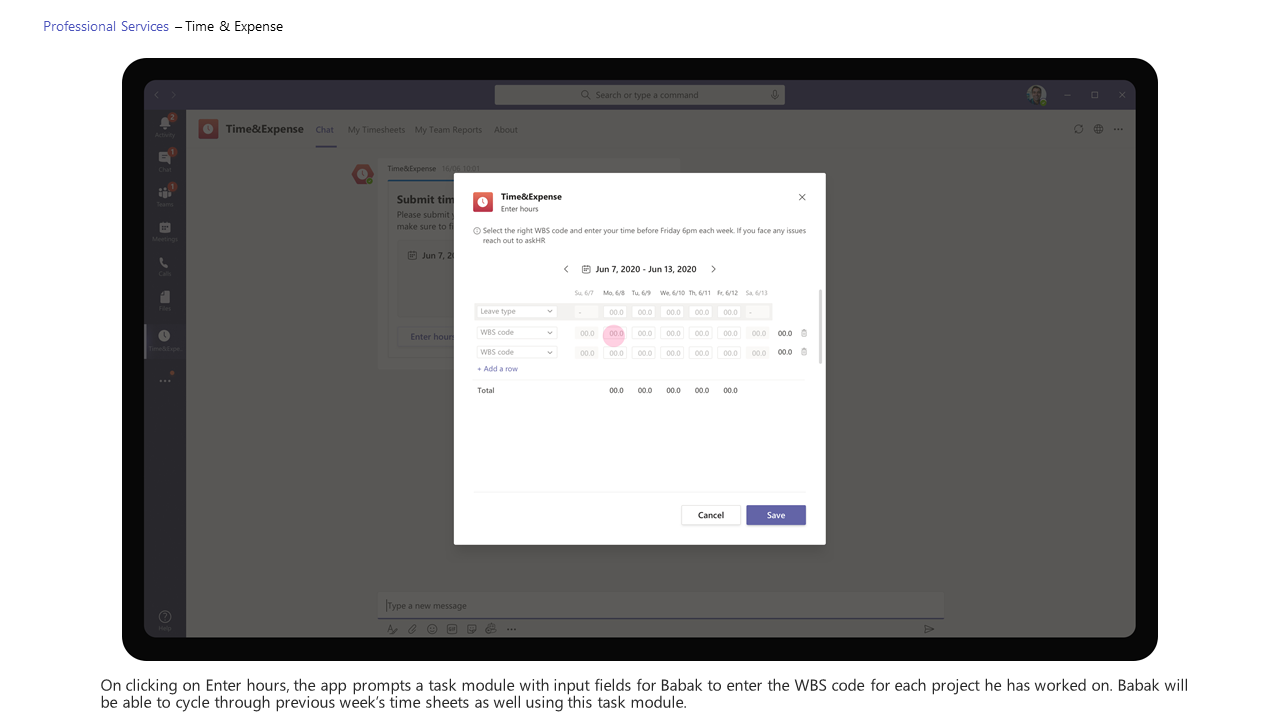 Professional Services – Time & Expense
Search or type a command
2
Activity
1
Chat
1
Teams
Meetings
Calls
Files
Time&Expense
Help
Time&Expense Chat My Timesheets My Team Reports About
Time&Expense
Submit
Please submit
make sure to
Jun 7,
Enter hours
Type a new message
Time&Expense
Enter hours
Select the right WBS code and enter your time before Friday 6pm each week. If you face any issues
reach out to askHR
Jun 7, 2020 - Jun 13, 2020
Su, 6/7 Mo, 6/8 Tu, 6/9 We, 6/10 Th, 6/11 Fr, 6/12 Sa, 6/13
Leave type - 00.0 00.0 00.0 00.0 00.0 -
WBS code 00.0 00.0 00.0 00.0 00.0 00.0 00.0 00.0
WBS code 00.0 00.0 00.0 00.0 00.0 00.0 00.0 00.0
+ Add a row
Total 00.0 00.0 00.0 00.0 00.0
Cancel Save
On clicking on Enter hours, the app prompts a task module with input fields for Babak to enter the WBS code for each project he has worked on. Babak will
be able to cycle through previous week's time sheets as well using this task module.